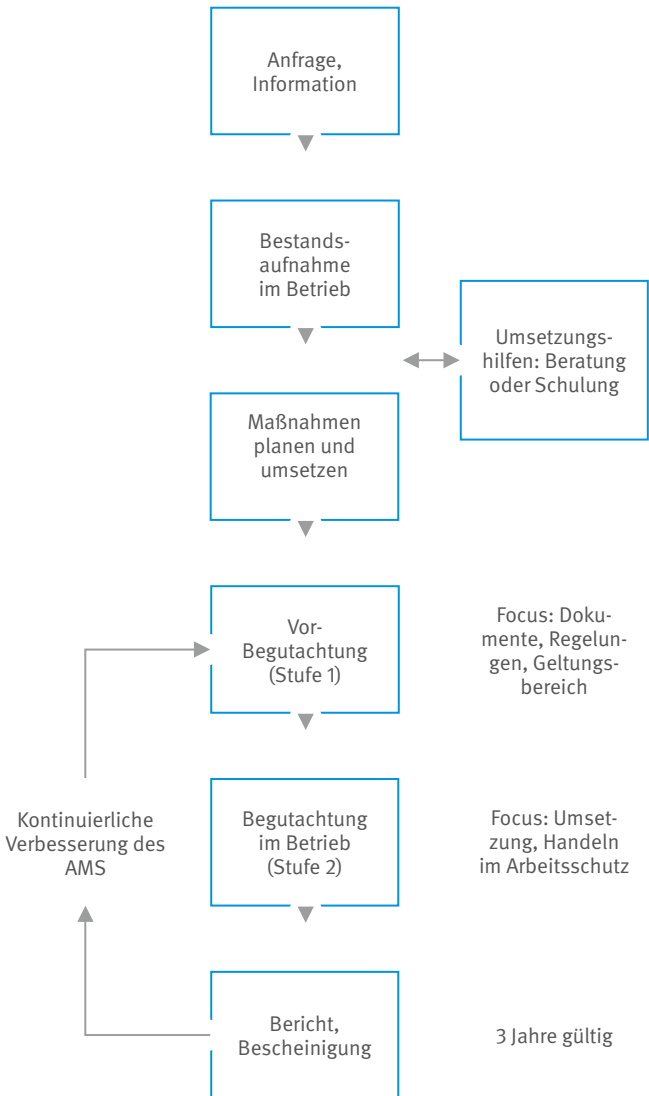 Anfrage,
Information
Bestands-
aufnahme
im Betrieb
Umsetzungs-
hilfen: Beratung
oder Schulung
Maßnahmen
planen und
umsetzen
Vor-
Begutachtung
(Stufe 1)
Focus: Doku-
mente, Regelun-
gen, Geltungs-
bereich
Kontinuierliche
Verbesserung des
AMS
Begutachtung
im Betrieb
(Stufe 2)
Focus: Umset-
zung, Handeln
im Arbeitsschutz
Bericht,
Bescheinigung
3 Jahre gültig